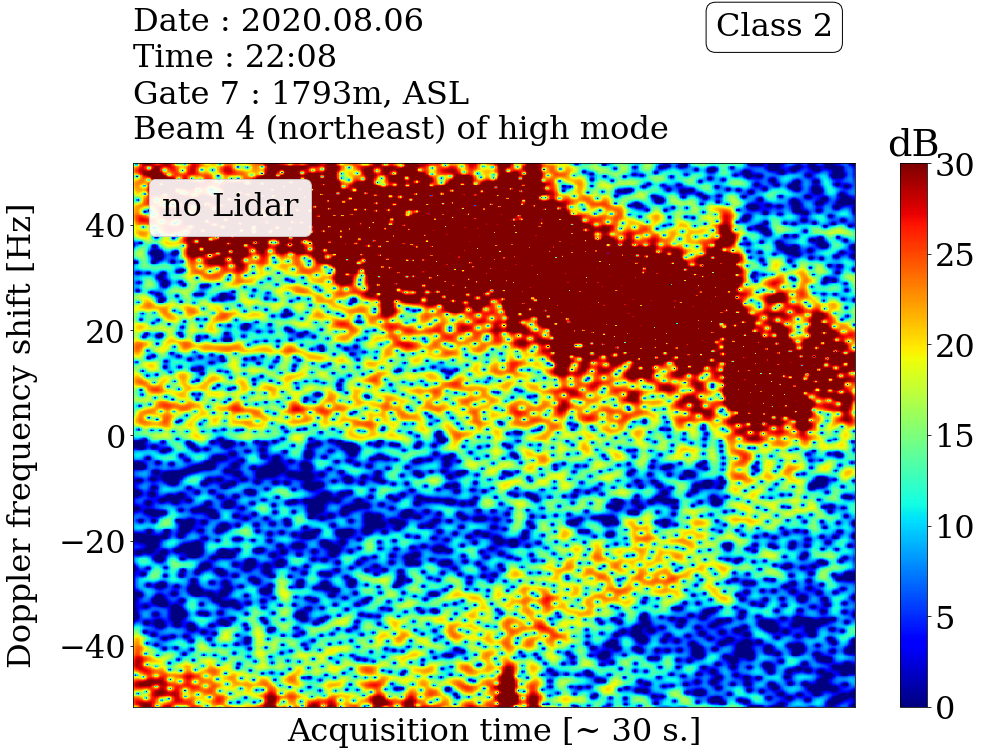 Date : 2020.08.06
Time : 22:08
Gate 7 : 1793m, ASL
Beam 4 (northeast) of high mode
Class 2
dB
no Lidar
Doppler frequency shift [Hz]
40
20
0
−20
−40
30
25
20
15
10
5
0
Acquisition time [~ 30 s.]